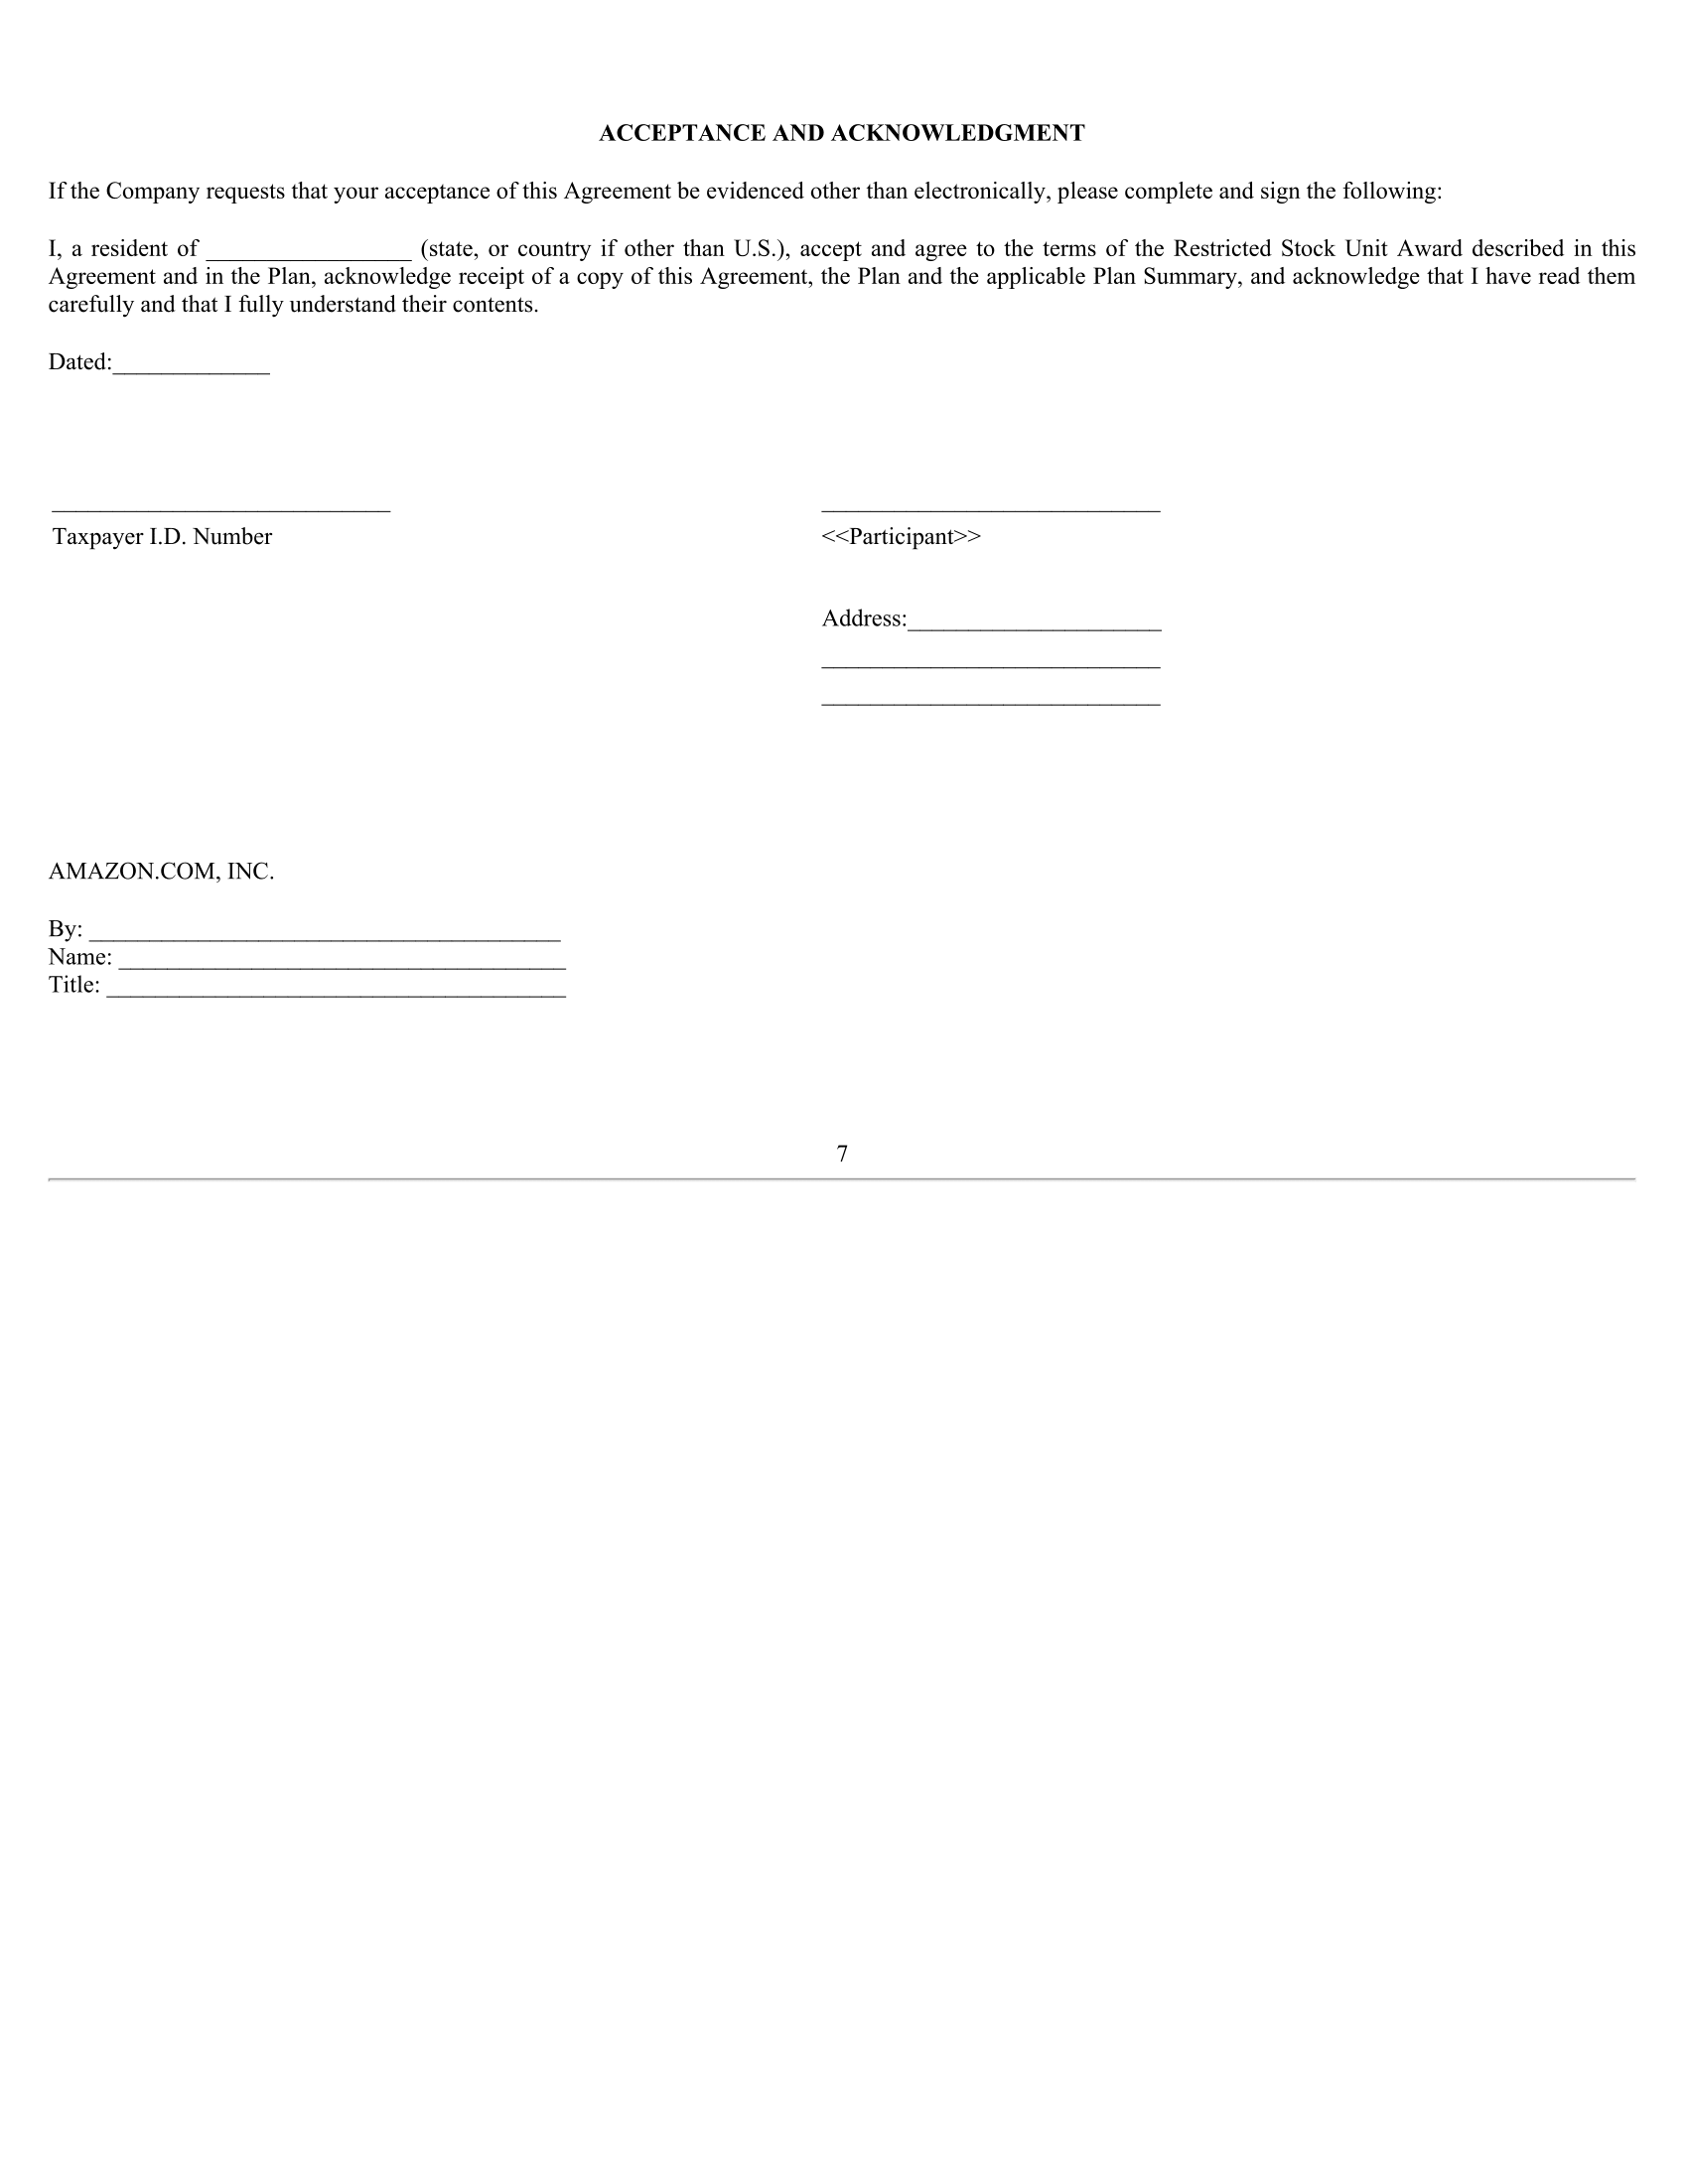 ACCEPTANCE AND ACKNOWLEDGMENT
If the Company requests that your acceptance of this Agreement be evidenced other than electronically, please complete and sign the following:
I, a resident of _________________ (state, or country if other than U.S.), accept and agree to the terms of the Restricted Stock Unit Award described in this
Agreement and in the Plan, acknowledge receipt of a copy of this Agreement, the Plan and the applicable Plan Summary, and acknowledge that I have read them
carefully and that I fully understand their contents.
Dated:_____________
____________________________ ____________________________
Taxpayer I.D. Number <<Participant>>
Address:_____________________
____________________________
____________________________
AMAZON.COM, INC.
By: _______________________________________
Name: _____________________________________
Title: ______________________________________
7